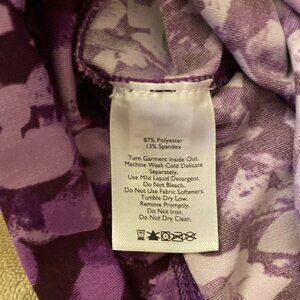 87% Polyester
13% Spandex
Turn Garment Inside Out.
Machine Wash Cold Delicate
Separately.
Use Mild Liquid Detergent.
Do Not Bleach.
Do Not Use Fabric Softeners.
Tumble Dry Low.
Remove Promptly.
Do Not Iron.
Do Not Dry Clean.